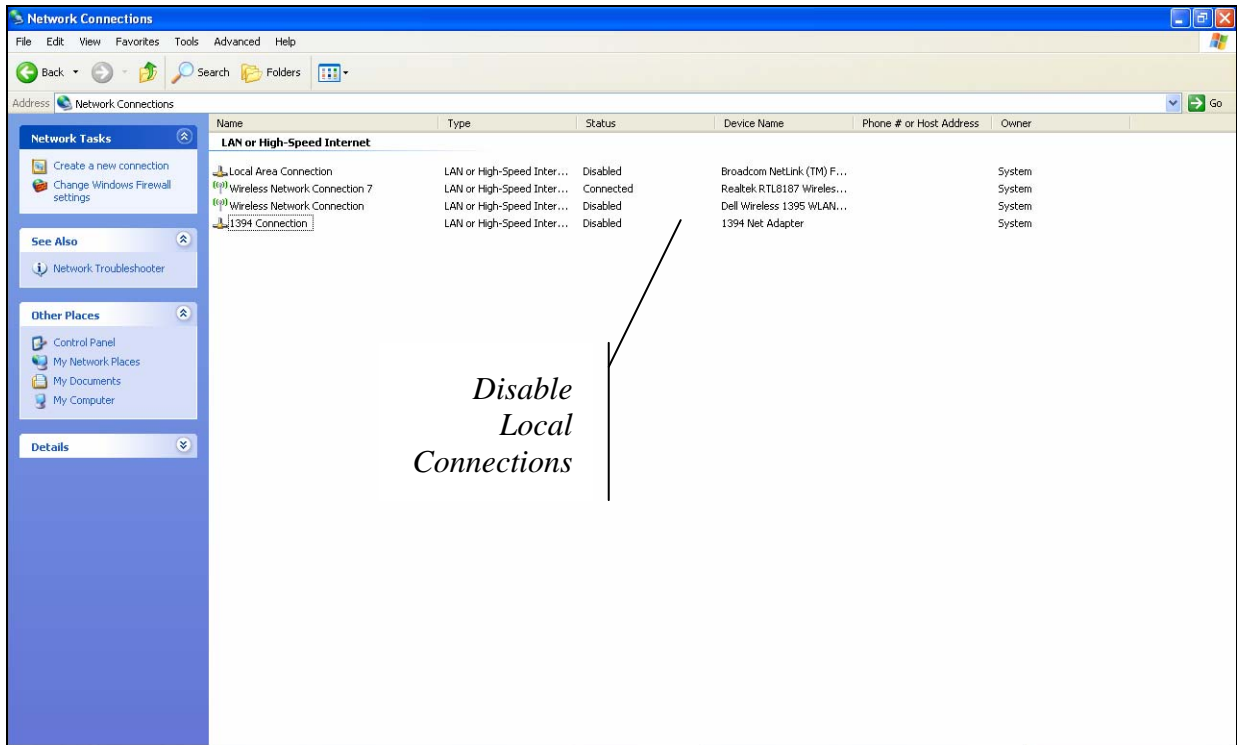 Network Connections
File Edit View Favorites Tools Advanced Help
Back Search Folders
Address Network Connections Go
Name Type Status Device Name Phone # or Host Address Owner
LAN or High-Speed Internet
Local Area Connection LAN or High-Speed Inter... Disabled Broadcom NetLink (TM) F... System
Wireless Network Connection 7 LAN or High-Speed Inter... Connected Realtek RTL8187 Wireles... System
Wireless Network Connection LAN or High-Speed Inter... Disabled Dell Wireless 1395 WLAN... System
1394 Connection LAN or High-Speed Inter... Disabled 1394 Net Adapter System
Network Tasks
Create a new connection
Change Windows Firewall
settings
See Also
Network Troubleshooter
Other Places
Control Panel
My Network Places
My Documents
My Computer
Details
Disable
Local
Connections